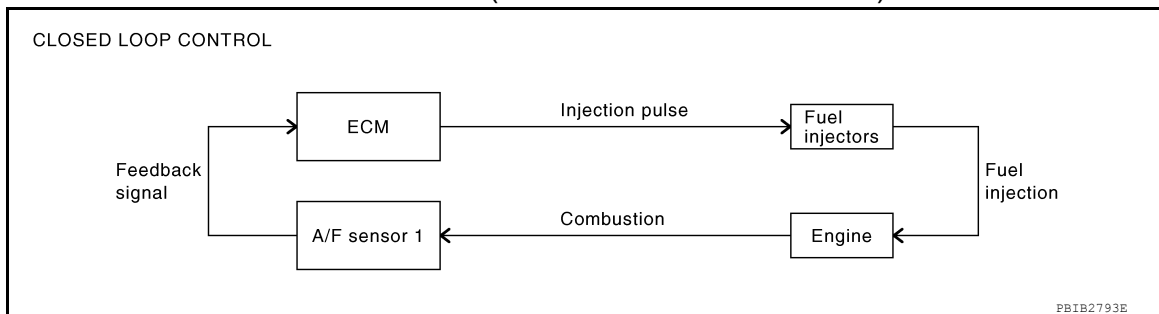 CLOSED LOOP CONTROL
ECM
Injection pulse
Fuel
injectors
Feedback
signal
Fuel
injection
A/F sensor 1
Combustion
Engine
PBIB2793E